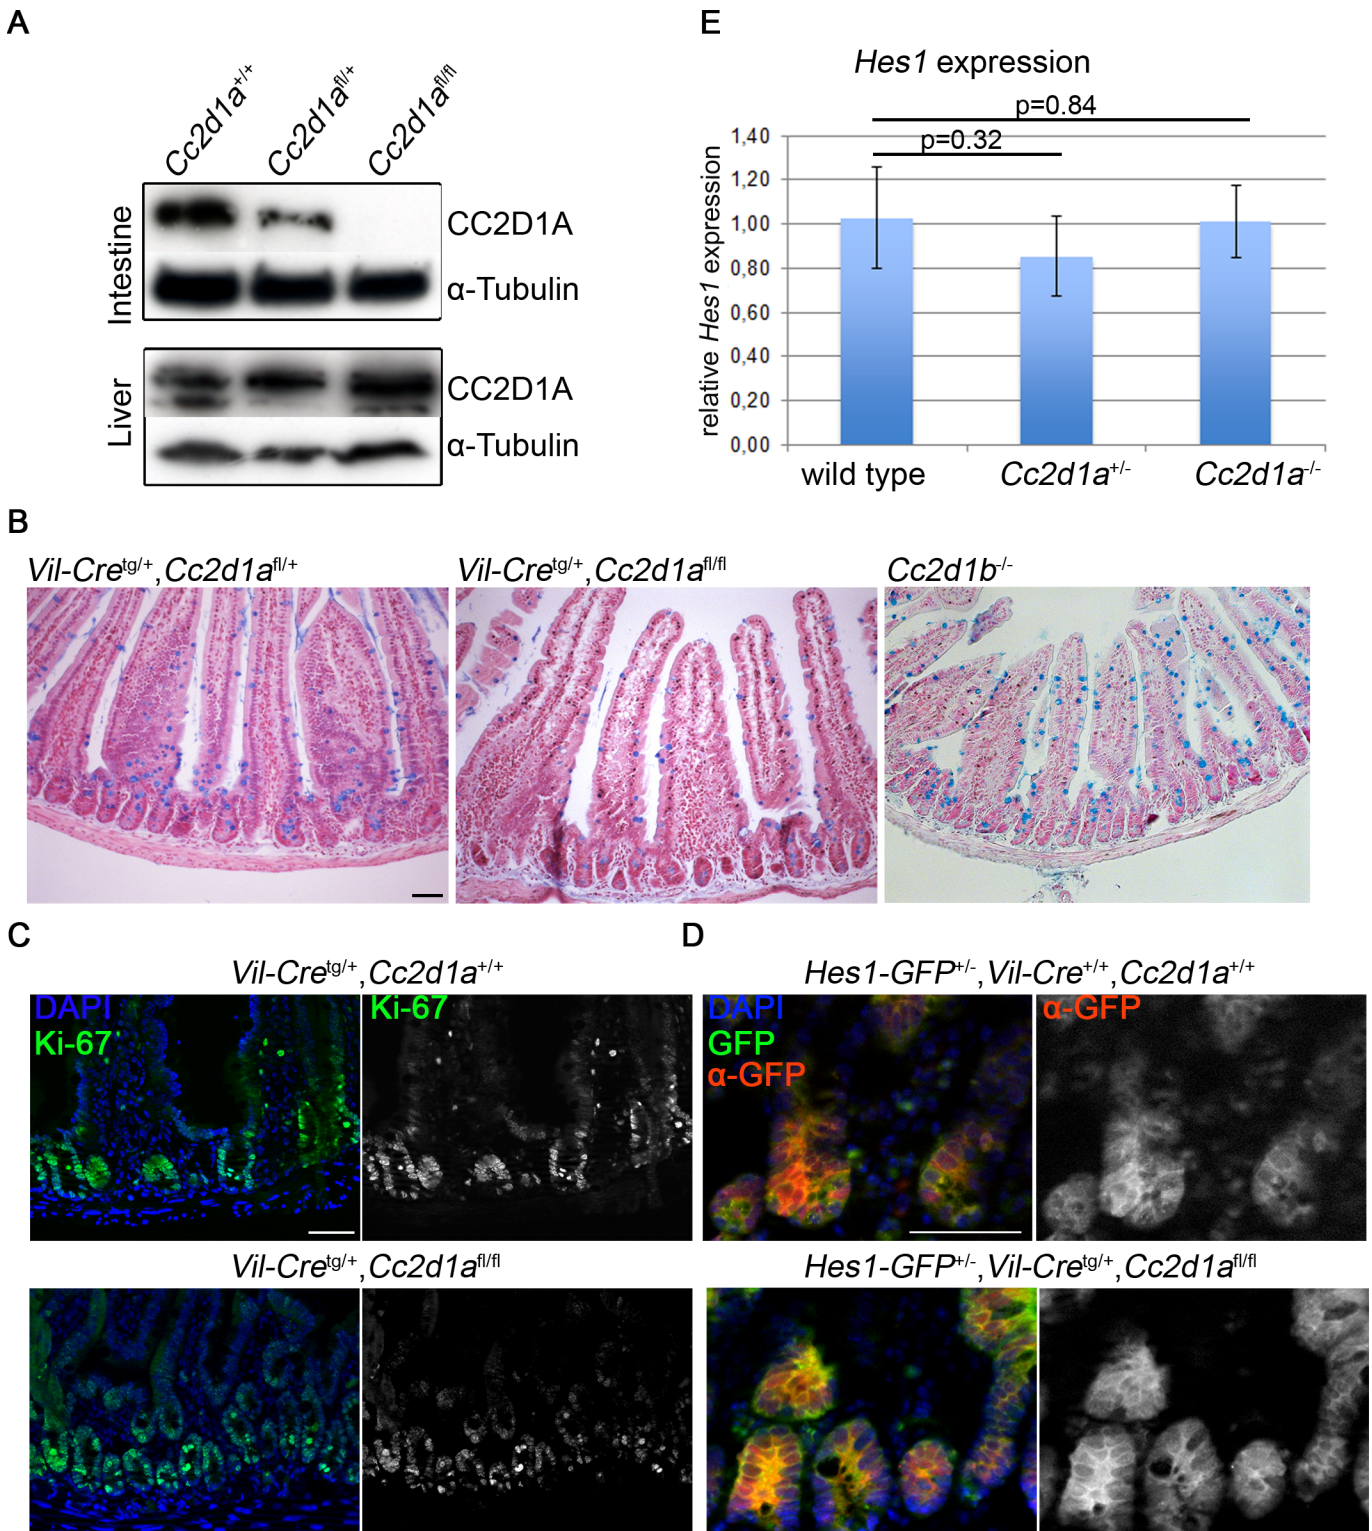 A
Cc2d1a+/+
Cc2d1afl/+
Cc2d1afl/fl
Intestine
CC2D1A
α-Tubulin
Liver
CC2D1A
α-Tubulin
E
Hes1 expression
p=0.84
p=0.32
relative Hes1 expression
1,40
1,20
1,00
0,80
0,60
0,40
0,20
0,00
wild type
Cc2d1a+/-
Cc2d1a-/-
B
Vil-Cretg/+,Cc2d1afl/+
Vil-Cretg/+,Cc2d1afl/fl
Cc2d1b-/-
C
Vil-Cretg/+,Cc2d1a+/+
DAPI
Ki-67
Ki-67
Vil-Cretg/+,Cc2d1afl/fl
D
Hes1-GFP+/-,Vil-Cre+/+,Cc2d1a+/+
DAPI
GFP
α-GFP
α-GFP
Hes1-GFP+/-,Vil-Cretg/+,Cc2d1afl/fl